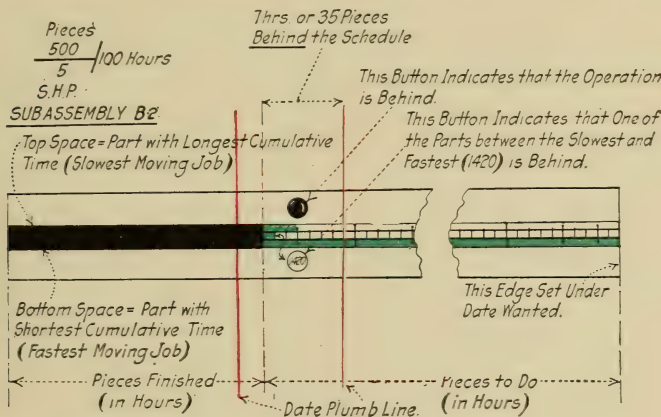 Pieces
500
5
100 Hours
S.H.P.
SUBASSEMBLY B-2
7hrs. or 35 Pieces
Behind the Schedule
This Button Indicates that the Operation
is Behind.
This Button Indicates that One of
the Parts between the Slowest and
Fastest (1420) is Behind.
Top Space = Part with Longest Cumulative
Time (Slowest Moving Job)
1420
Bottom Space = Part with
Shortest Cumulative Time
(Fastest Moving Job)
This Edge Set Under
Date Wanted.
Pieces Finished
(in Hours)
Date Plumb Line.
Pieces to Do
(in Hours)